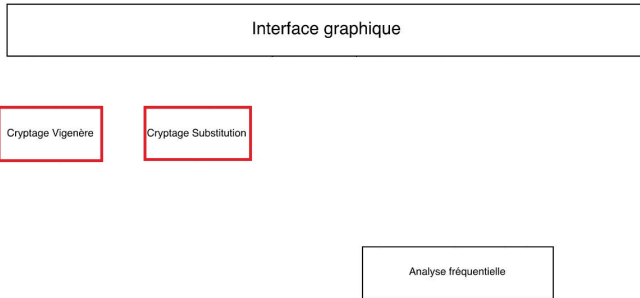 Interface graphique
Cryptage Vigenère
Cryptage Substitution
Analyse fréquentielle